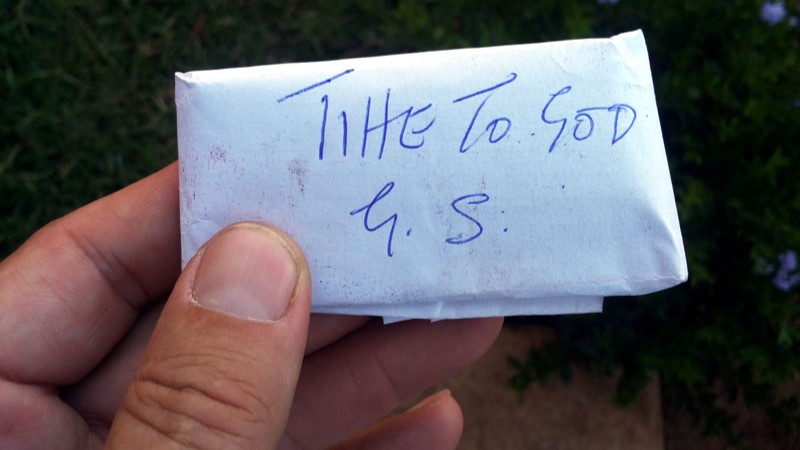 TIHE TO GOD
G. S.